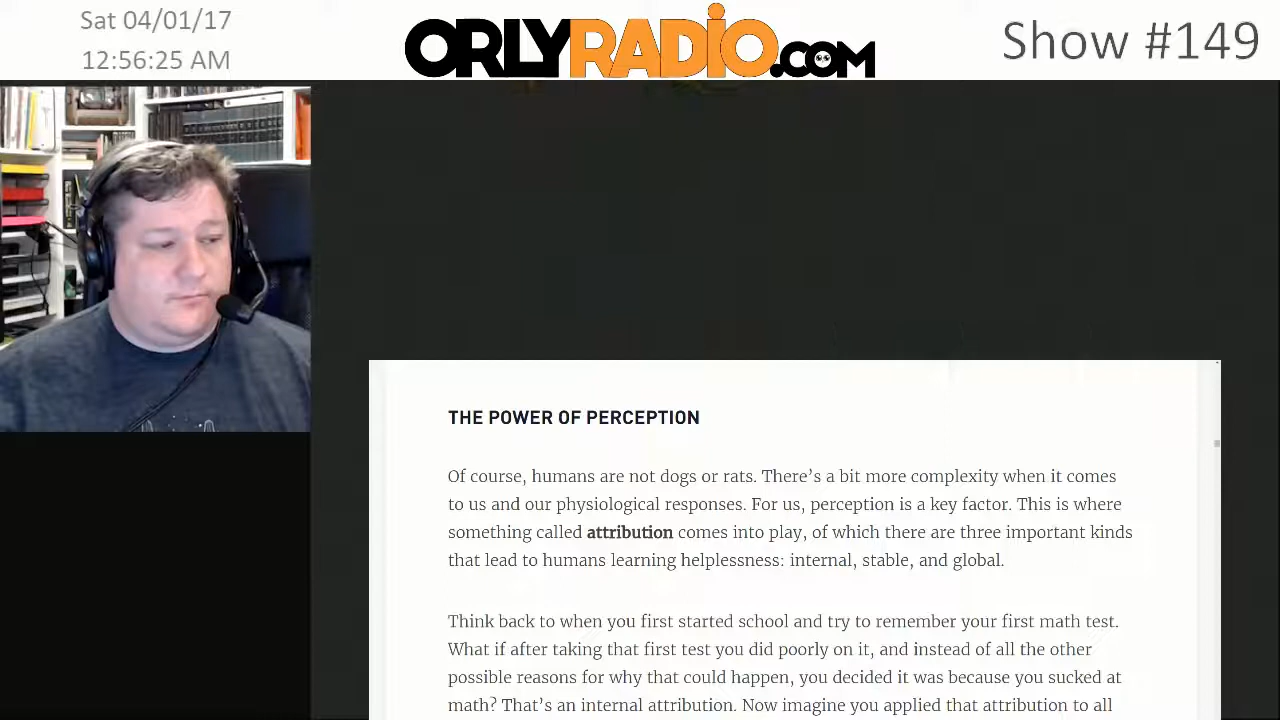 Sat 04/01/17
12:56:25 AM
ORLYRADiO.COM
Show #149
THE POWER OF PERCEPTION
Of course, humans are not dogs or rats. There’s a bit more complexity when it comes
to us and our physiological responses. For us, perception is a key factor. This is where
something called attribution comes into play, of which there are three important kinds
that lead to humans learning helplessness: internal, stable, and global.
Think back to when you first started school and try to remember your first math test.
What if after taking that first test you did poorly on it, and instead of all the other
possible reasons for why that could happen, you decided it was because you sucked at
math? That’s an internal attribution. Now imagine you applied that attribution to all